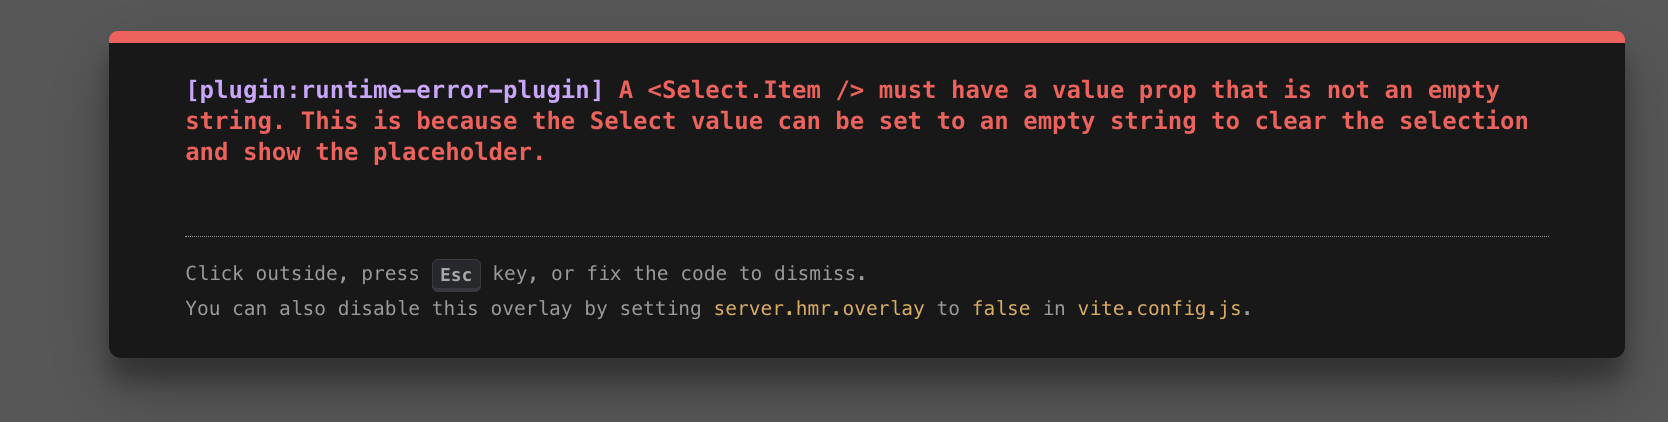 [plugin:runtime-error-plugin] A <Select.Item /> must have a value prop that is not an empty
string. This is because the Select value can be set to an empty string to clear the selection
and show the placeholder.
Click outside, press Esc key, or fix the code to dismiss.
You can also disable this overlay by setting server.hmr.overlay to false in vite.config.js.